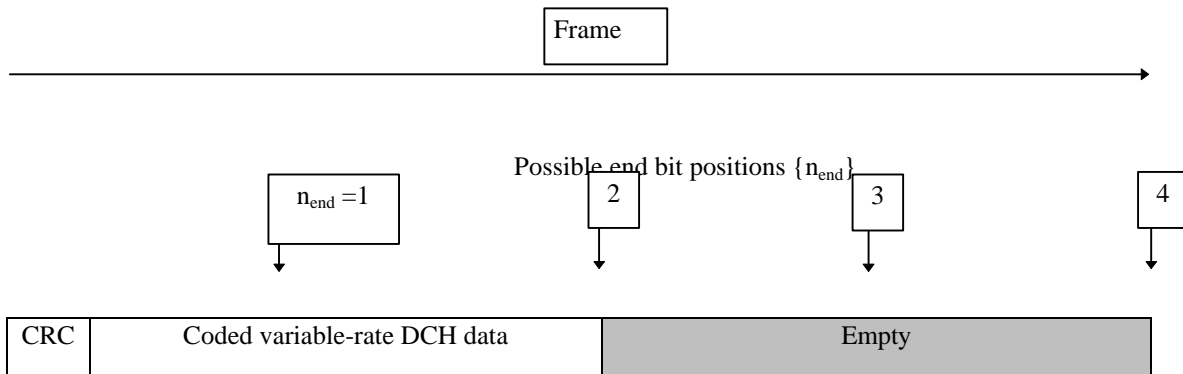 Frame
Possible end bit positions {nend}
nend =1
2
3
4
CRC Coded variable-rate DCH data Empty